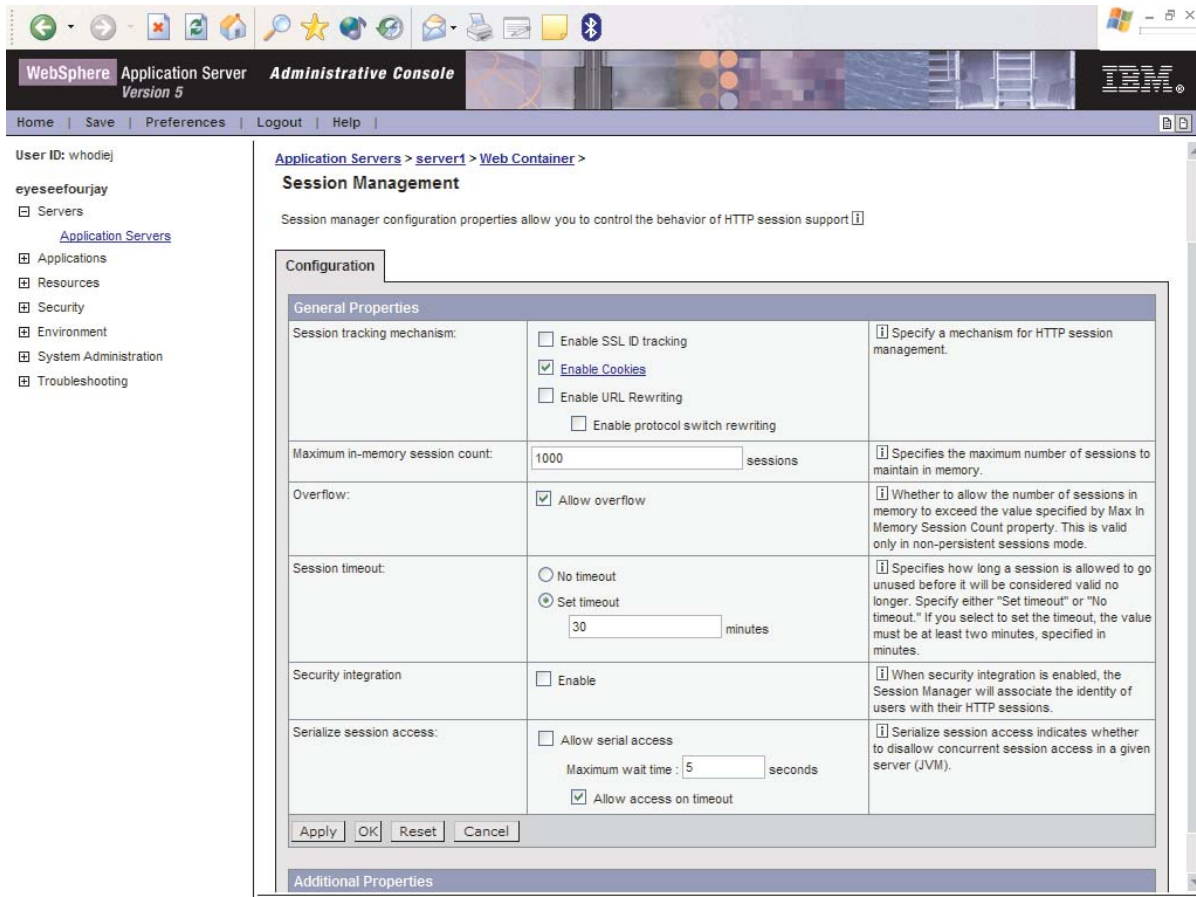 WebSphere Application Server Administrative Console
Version 5
IBM®
Home | Save | Preferences | Logout | Help |
User ID: whodiej
eyeseefourjay
Servers
Application Servers
Applications
Resources
Security
Environment
System Administration
Troubleshooting
Application Servers > server1 > Web Container >
Session Management
Session manager configuration properties allow you to control the behavior of HTTP session support i
Configuration
General Properties
Session tracking mechanism:
Enable SSL ID tracking
Enable Cookies
Enable URL Rewriting
Enable protocol switch rewriting
i Specify a mechanism for HTTP session
management.
Maximum in-memory session count:
1000 sessions
i Specifies the maximum number of sessions to
maintain in memory.
Overflow:
Allow overflow
i Whether to allow the number of sessions in
memory to exceed the value specified by Max In
Memory Session Count property. This is valid
only in non-persistent sessions mode.
Session timeout:
No timeout
Set timeout
30 minutes
i Specifies how long a session is allowed to go
unused before it will be considered valid no
longer. Specify either "Set timeout" or "No
timeout." If you select to set the timeout, the value
must be at least two minutes, specified in
minutes.
Security integration
Enable
i When security integration is enabled, the
Session Manager will associate the identity of
users with their HTTP sessions.
Serialize session access:
Allow serial access
Maximum wait time : 5 seconds
Allow access on timeout
i Serialize session access indicates whether
to disallow concurrent session access in a given
server (JVM).
Apply OK Reset Cancel
Additional Properties